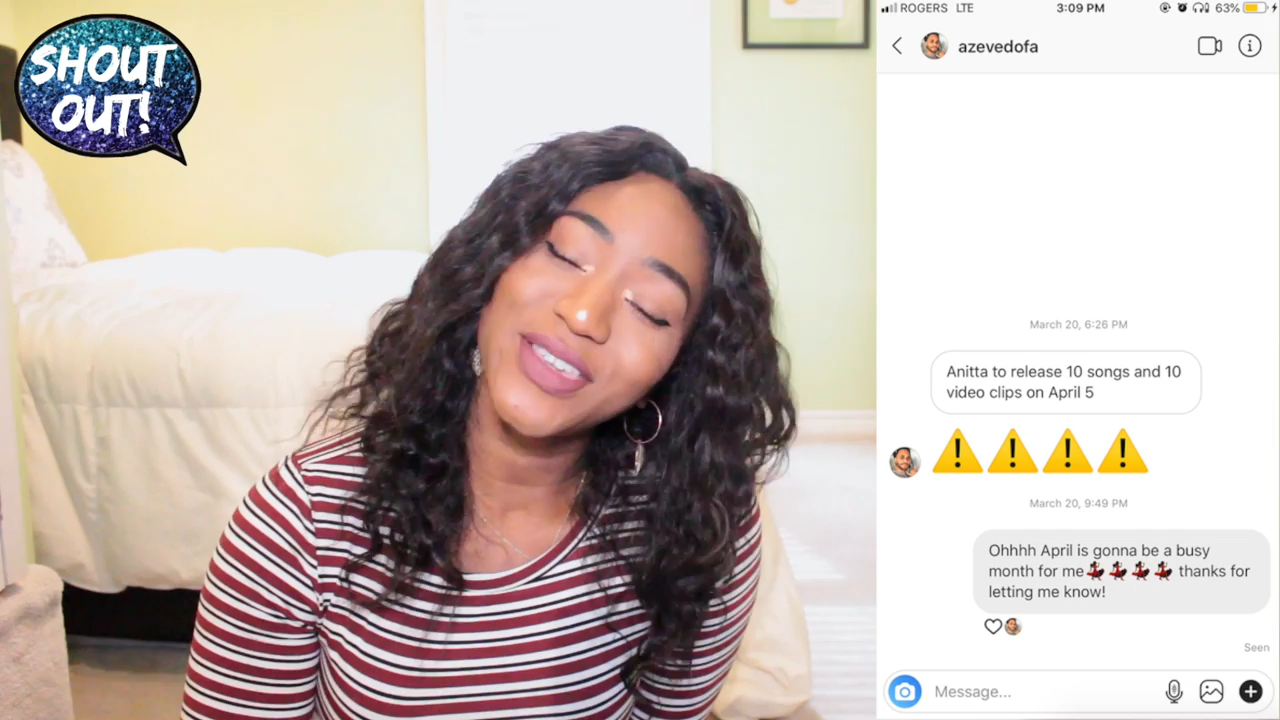 SHOUT
OUT!
ROGERS LTE 3:09 PM 63%
azevedofa
March 20, 6:26 PM
Anitta to release 10 songs and 10
video clips on April 5
March 20, 9:49 PM
Ohhhh April is gonna be a busy
month for me💃💃💃💃 thanks for
letting me know!
Seen
Message...